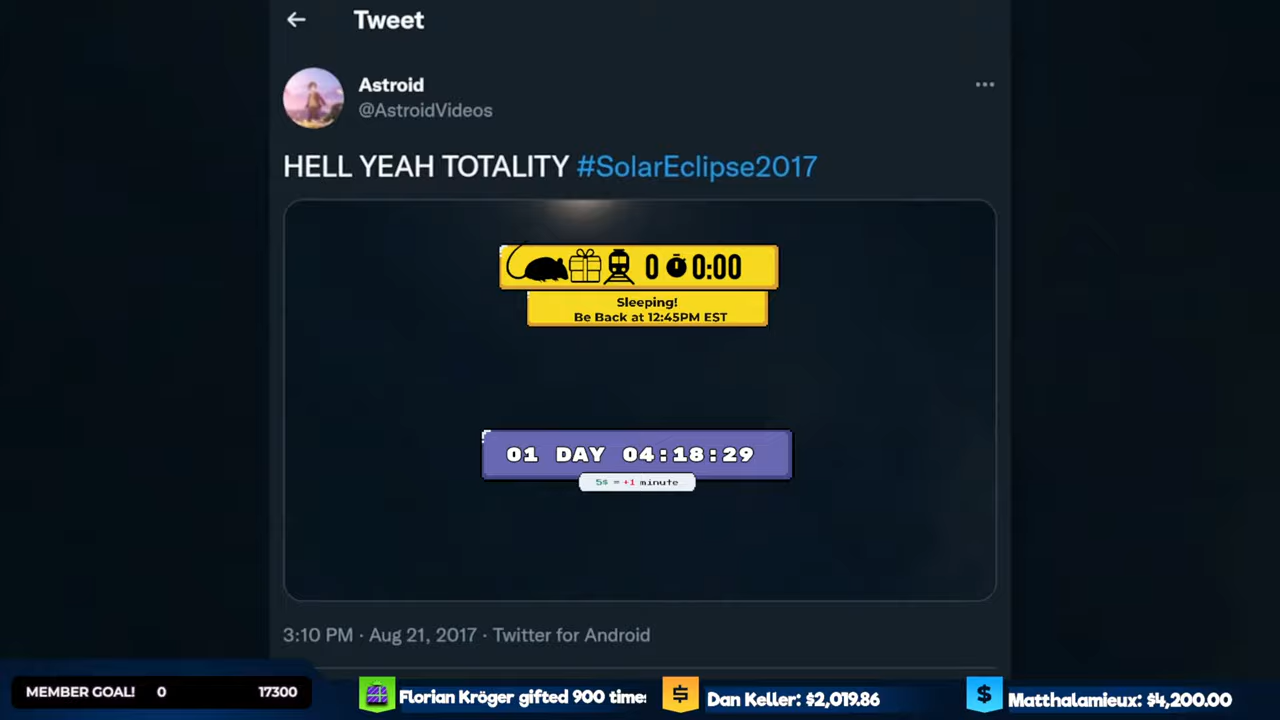 Tweet
Astroid
@AstroidVideos
HELL YEAH TOTALITY #SolarEclipse2017
0 0:00
Sleeping!
Be Back at 12:45PM EST
01 DAY 04:18:29
5$ = +1 minute
3:10 PM · Aug 21, 2017 · Twitter for Android
MEMBER GOAL! 0 17300
Florian Kröger gifted 900 times
Dan Keller: $2,019.86
Matthalamieux: $4,200.00